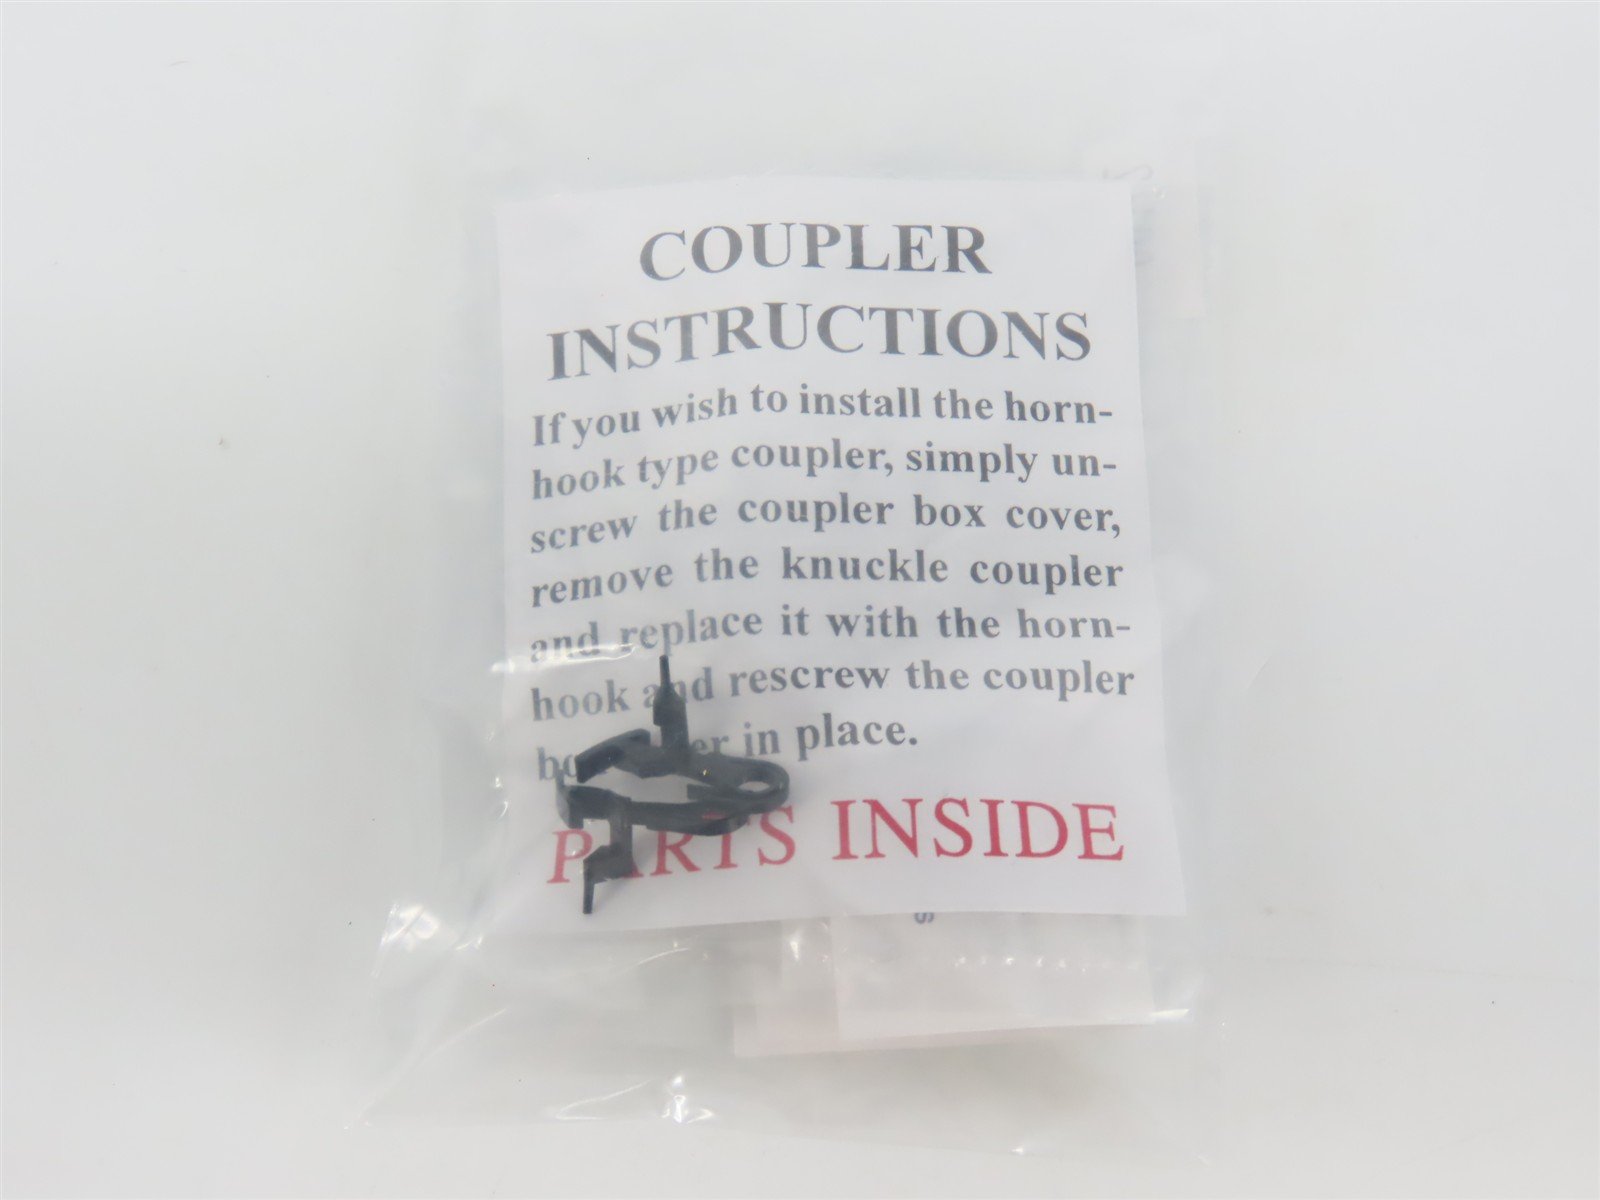 COUPLER
INSTRUCTIONS
If you wish to install the horn-
hook type coupler, simply un-
screw the coupler box cover,
remove the knuckle coupler
and replace it with the horn-
hook and rescrew the coupler
in place.
PARTS INSIDE